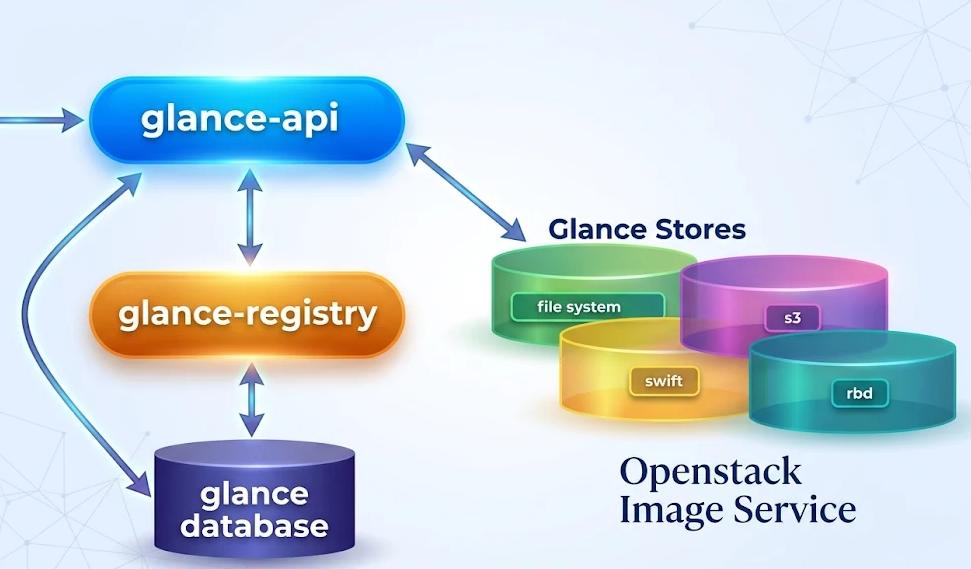 glance-api
Glance Stores
file system
s3
glance-registry
swift
rbd
glance
database
Openstack
Image Service